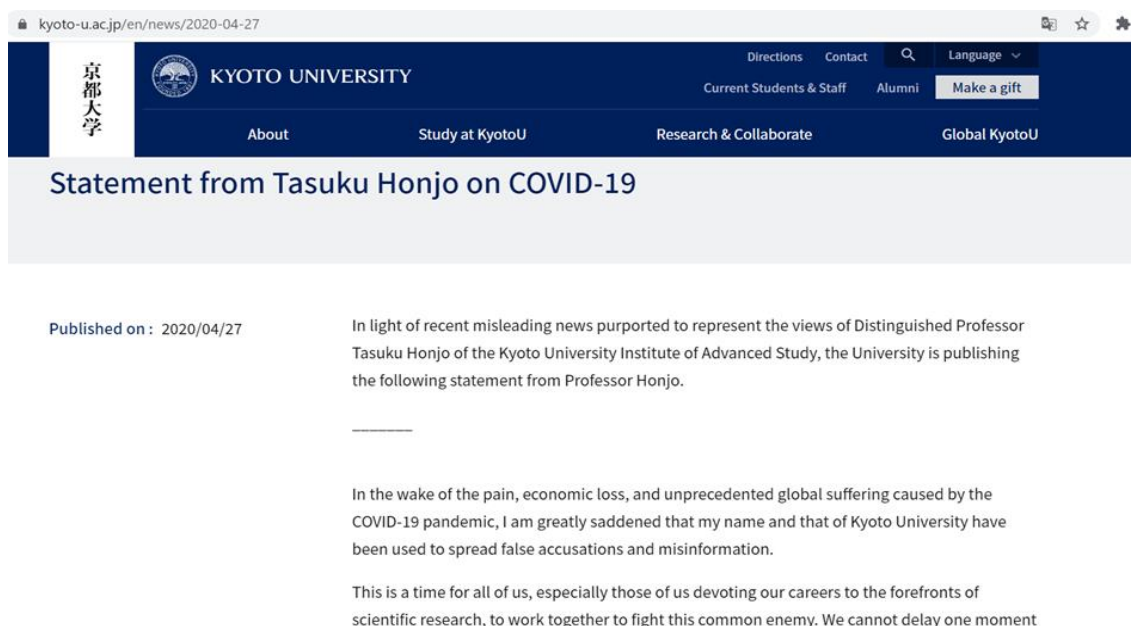 kyoto-u.ac.jp/en/news/2020-04-27
京都大学
KYOTO UNIVERSITY
Directions Contact Language
Current Students & Staff Alumni Make a gift
About Study at KyotoU Research & Collaborate Global KyotoU
Statement from Tasuku Honjo on COVID-19
Published on : 2020/04/27
In light of recent misleading news purported to represent the views of Distinguished Professor
Tasuku Honjo of the Kyoto University Institute of Advanced Study, the University is publishing
the following statement from Professor Honjo.
_______
In the wake of the pain, economic loss, and unprecedented global suffering caused by the
COVID-19 pandemic, I am greatly saddened that my name and that of Kyoto University have
been used to spread false accusations and misinformation.
This is a time for all of us, especially those of us devoting our careers to the forefronts of
scientific research, to work together to fight this common enemy. We cannot delay one moment